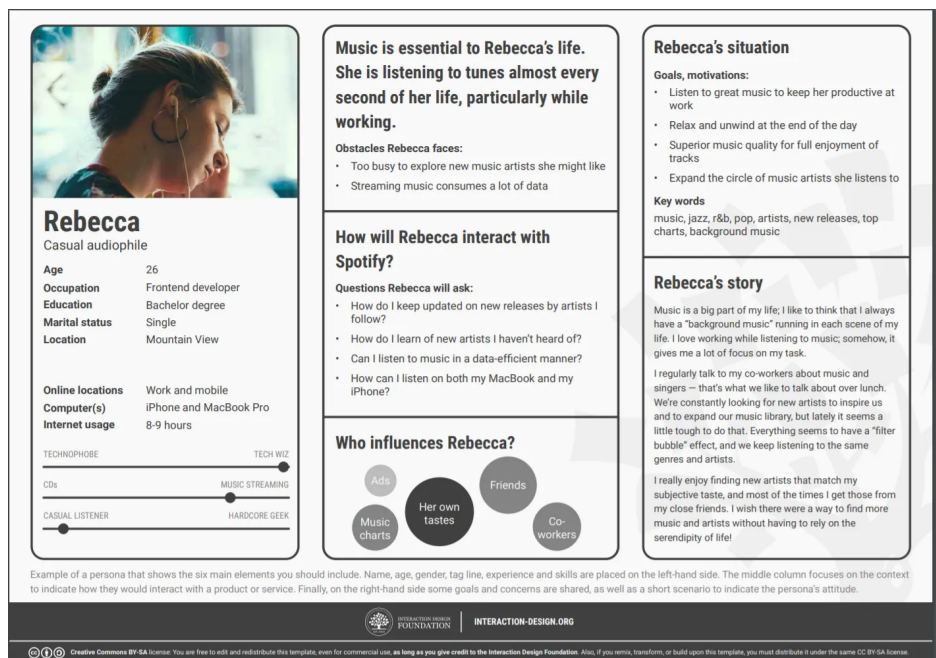 Rebecca
Casual audiophile
Age 26
Occupation Frontend developer
Education Bachelor degree
Marital status Single
Location Mountain View
Online locations Work and mobile
Computer(s) iPhone and MacBook Pro
Internet usage 8-9 hours
TECHNOPHOBE TECH WIZ
CDs MUSIC STREAMING
CASUAL LISTENER HARDCORE GEEK
Music is essential to Rebecca’s life.
She is listening to tunes almost every
second of her life, particularly while
working.
Obstacles Rebecca faces:
• Too busy to explore new music artists she might like
• Streaming music consumes a lot of data
How will Rebecca interact with
Spotify?
Questions Rebecca will ask:
• How do I keep updated on new releases by artists I
follow?
• How do I learn of new artists I haven't heard of?
• Can I listen to music in a data-efficient manner?
• How can I listen on both my MacBook and my
iPhone?
Who influences Rebecca?
Ads
Music
charts
Her own
tastes
Friends
Co-
workers
Rebecca’s situation
Goals, motivations:
• Listen to great music to keep her productive at
work
• Relax and unwind at the end of the day
• Superior music quality for full enjoyment of
tracks
• Expand the circle of music artists she listens to
Key words
music, jazz, r&b, pop, artists, new releases, top
charts, background music
Rebecca’s story
Music is a big part of my life; I like to think that I always
have a “background music” running in each scene of my
life. I love working while listening to music; somehow, it
gives me a lot of focus on my task.
I regularly talk to my co-workers about music and
singers — that’s what we like to talk about over lunch.
We’re constantly looking for new artists to inspire us
and to expand our music library, but lately it seems a
little tough to do that. Everything seems to have a “filter
bubble” effect, and we keep listening to the same
genres and artists.
I really enjoy finding new artists that match my
subjective taste, and most of the times I get those from
my close friends. I wish there was a way to find more
music and artists without having to rely on the
serendipity of life!
Example of a persona that shows the six main elements you should include. Name, age, gender, tag line, experience and skills are placed on the left-hand side. The middle column focuses on the context
to indicate how they would interact with a product or service. Finally, on the right-hand side some goals and concerns are shared, as well as a short scenario to indicate the persona’s attitude.
INTERACTION DESIGN
FOUNDATION
INTERACTION-DESIGN.ORG
Creative Commons BY-SA license: You are free to edit and redistribute this template, even for commercial use, as long as you give credit to the Interaction Design Foundation. Also, if you remix, transform, or build upon this template, you must distribute it under the same CC BY-SA license.